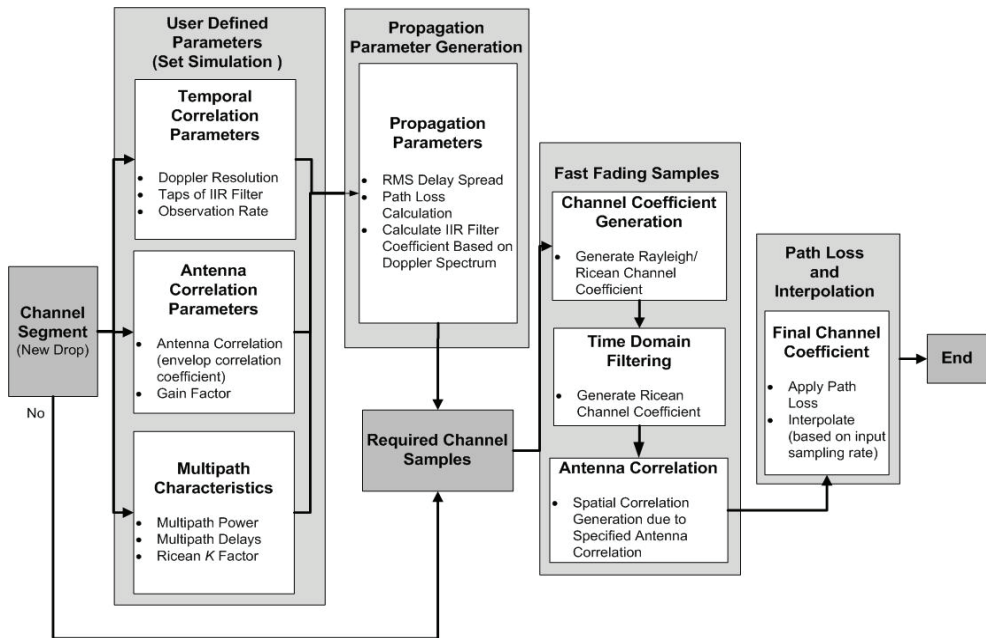 Channel
Segment
(New Drop)
No
User Defined
Parameters
(Set Simulation )
Temporal
Correlation
Parameters
• Doppler Resolution
• Taps of IIR Filter
• Observation Rate
Antenna
Correlation
Parameters
• Antenna Correlation
(envelop correlation
coefficient)
• Gain Factor
Multipath
Characteristics
• Multipath Power
• Multipath Delays
• Ricean K Factor
Propagation
Parameter Generation
Propagation
Parameters
• RMS Delay Spread
• Path Loss
Calculation
• Calculate IIR Filter
Coefficient Based on
Doppler Spectrum
Required Channel
Samples
Fast Fading Samples
Channel Coefficient
Generation
• Generate Rayleigh/
Ricean Channel
Coefficient
Time Domain
Filtering
• Generate Ricean
Channel Coefficient
Antenna Correlation
• Spatial Correlation
Generation due to
Specified Antenna
Correlation
Path Loss
and
Interpolation
Final Channel
Coefficient
• Apply Path
Loss
• Interpolate
(based on input
sampling rate)
End